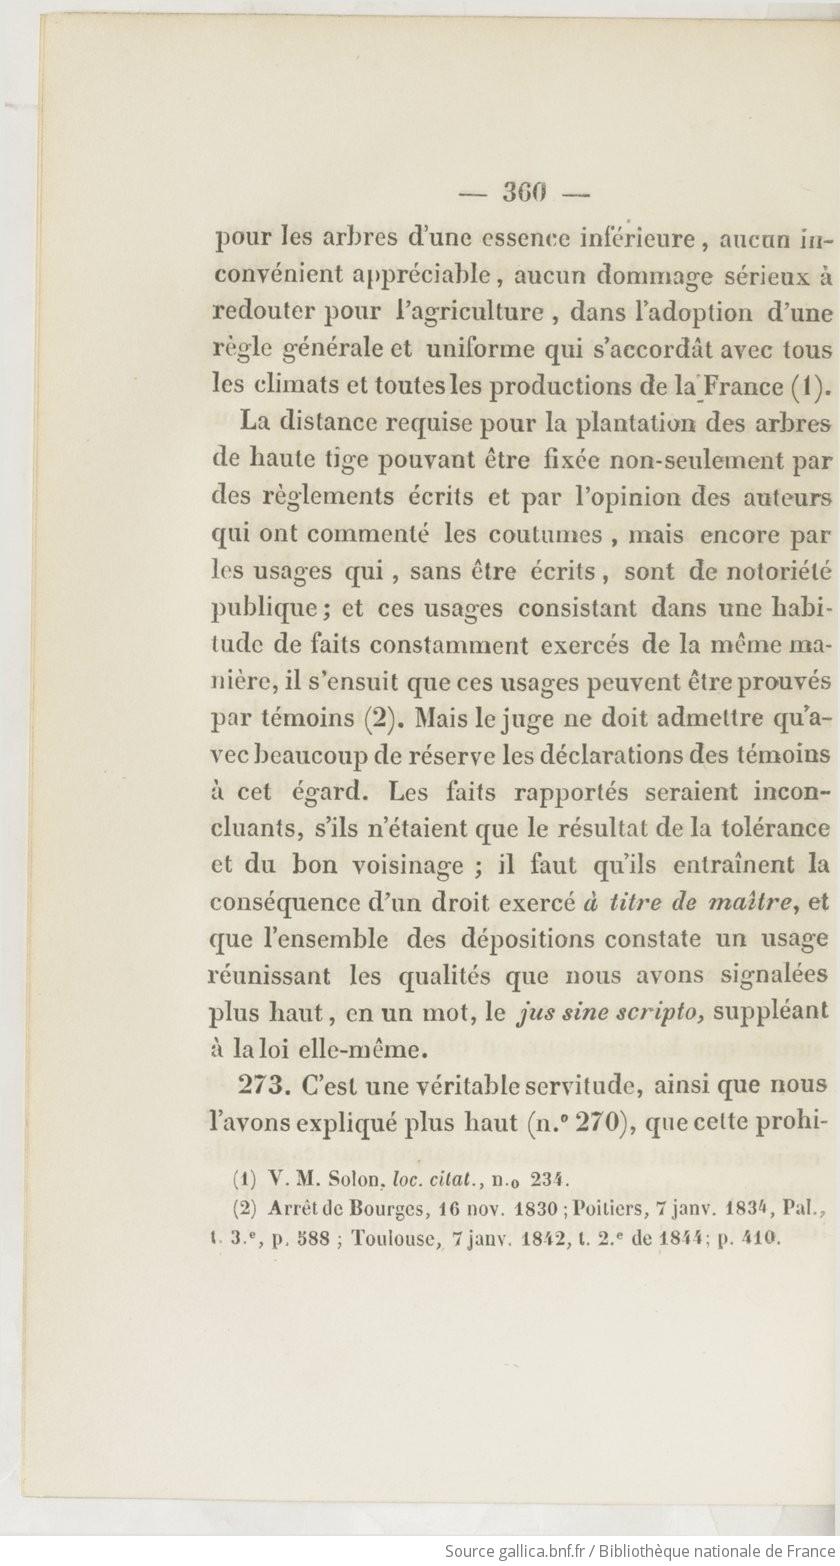 — 360 —
pour les arbres d'une essence inférieure, aucun in-
convénient appréciable, aucun dommage sérieux à
redouter pour l'agriculture, dans l'adoption d'une
règle générale et uniforme qui s'accordât avec tous
les climats et toutes les productions de la France (1).
La distance requise pour la plantation des arbres
de haute tige pouvant être fixée non-seulement par
des règlements écrits et par l'opinion des auteurs
qui ont commenté les coutumes, mais encore par
les usages qui, sans être écrits, sont de notoriété
publique; et ces usages consistant dans une habi-
tude de faits constamment exercés de la même ma-
nière, il s'ensuit que ces usages peuvent être prouvés
par témoins (2). Mais le juge ne doit admettre qu'a-
vec beaucoup de réserve les déclarations des témoins
à cet égard. Les faits rapportés seraient incon-
cluants, s'ils n'étaient que le résultat de la tolérance
et du bon voisinage ; il faut qu'ils entraînent la
conséquence d'un droit exercé à titre de maître, et
que l'ensemble des dépositions constate un usage
réunissant les qualités que nous avons signalées
plus haut, en un mot, le jus sine scripto, suppléant
à la loi elle-même.
273. C'est une véritable servitude, ainsi que nous
l'avons expliqué plus haut (n.º 270), que cette prohi-
(1) V. M. Solon, loc. citat., n.o 234.
(2) Arrêt de Bourges, 16 nov. 1830 ; Poitiers, 7 janv. 1834, Pal.,
t. 3.e, p. 588 ; Toulouse, 7 janv. 1842, t. 2.e de 1844; p. 410.
Source gallica.bnf.fr / Bibliothèque nationale de France